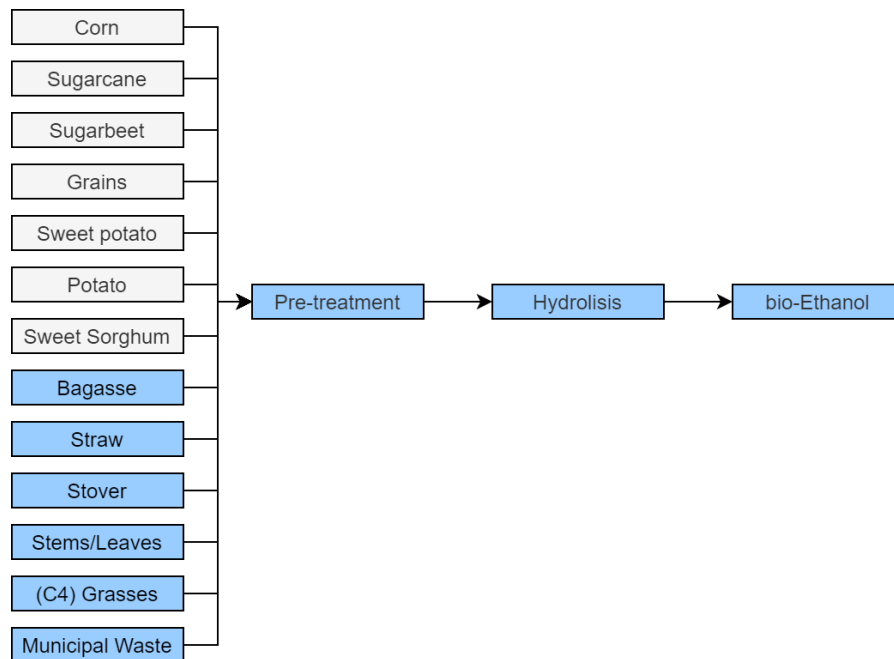 Corn
Sugarcane
Sugarbeet
Grains
Sweet potato
Potato
Sweet Sorghum
Bagasse
Straw
Stover
Stems/Leaves
(C4) Grasses
Municipal Waste
Pre-treatment
Hydrolisis
bio-Ethanol